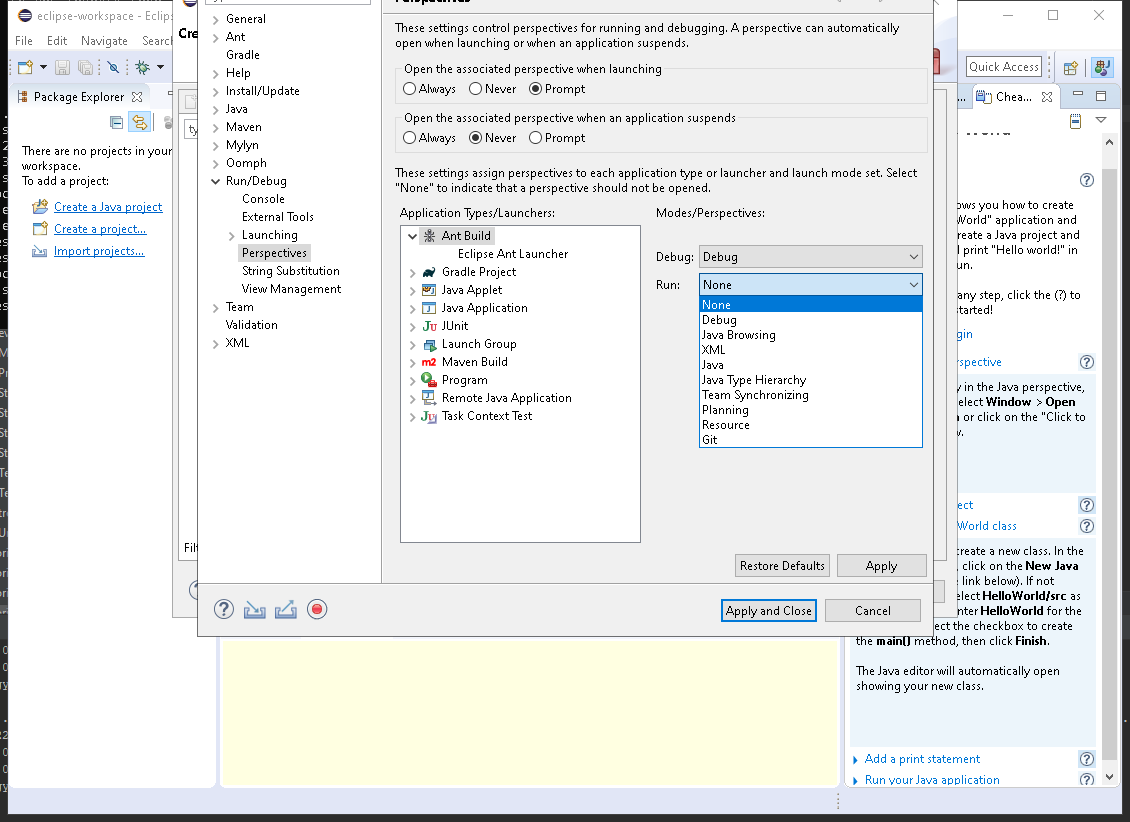 eclipse-workspace - Eclips
File Edit Navigate Search
Quick Access
Package Explorer
There are no projects in your
workspace.
To add a project:
Create a Java project
Create a project...
Import projects...
Cre
General
Ant
Gradle
Help
Install/Update
Java
Maven
Mylyn
Oomph
Run/Debug
Console
External Tools
Launching
Perspectives
String Substitution
View Management
Team
Validation
XML
Perspectives
These settings control perspectives for running and debugging. A perspective can automatically
open when launching or when an application suspends.
Open the associated perspective when launching
Always Never Prompt
Open the associated perspective when an application suspends
Always Never Prompt
These settings assign perspectives to each application type or launcher and launch mode set. Select
"None" to indicate that a perspective should not be opened.
Application Types/Launchers:
Ant Build
Eclipse Ant Launcher
Gradle Project
Java Applet
Java Application
JUnit
Launch Group
Maven Build
Program
Remote Java Application
Task Context Test
Modes/Perspectives:
Debug: Debug
Run: None
None
Debug
Java Browsing
XML
Java
Java Type Hierarchy
Team Synchronizing
Planning
Resource
Git
Restore Defaults Apply
Apply and Close Cancel
Filt
Chea...
ows you how to create
World" application and
reate a Java project and
print "Hello world!" in
un.
any step, click the (?) to
started!
gin
rspective
y in the Java perspective,
elect Window > Open
or click on the "Click to
ect
World class
create a new class. In the
click on the New Java
link below). If not
elect HelloWorld/src as
nter HelloWorld for the
ect the checkbox to create
the main() method, then click Finish.
The Java editor will automatically open
showing your new class.
Add a print statement
Run your Java application